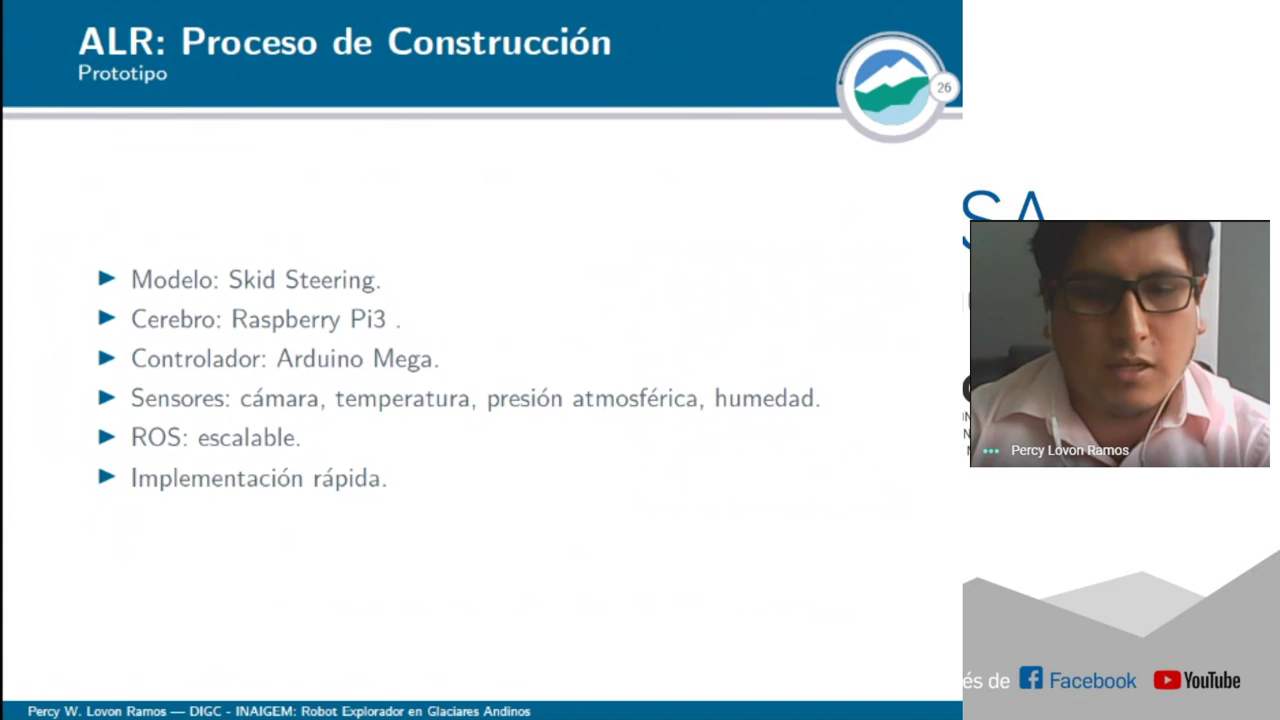 ALR: Proceso de Construcción
Prototipo
26
▶ Modelo: Skid Steering.
▶ Cerebro: Raspberry Pi3 .
▶ Controlador: Arduino Mega.
▶ Sensores: cámara, temperatura, presión atmosférica, humedad.
▶ ROS: escalable.
▶ Implementación rápida.
Percy W. Lovon Ramos — DIGC - INAIGEM: Robot Explorador en Glaciares Andinos
SA
Percy Lovon Ramos
és de Facebook YouTube